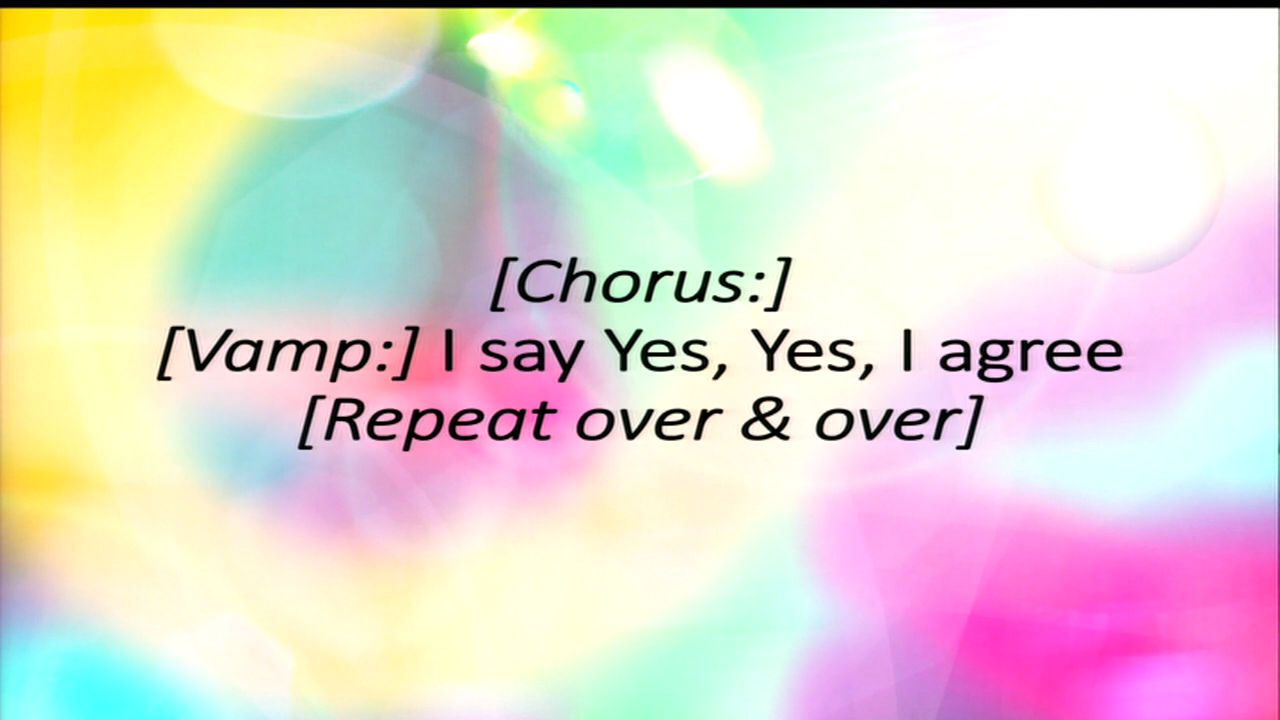 [Chorus:]
[Vamp:] I say Yes, Yes, I agree
[Repeat over & over]